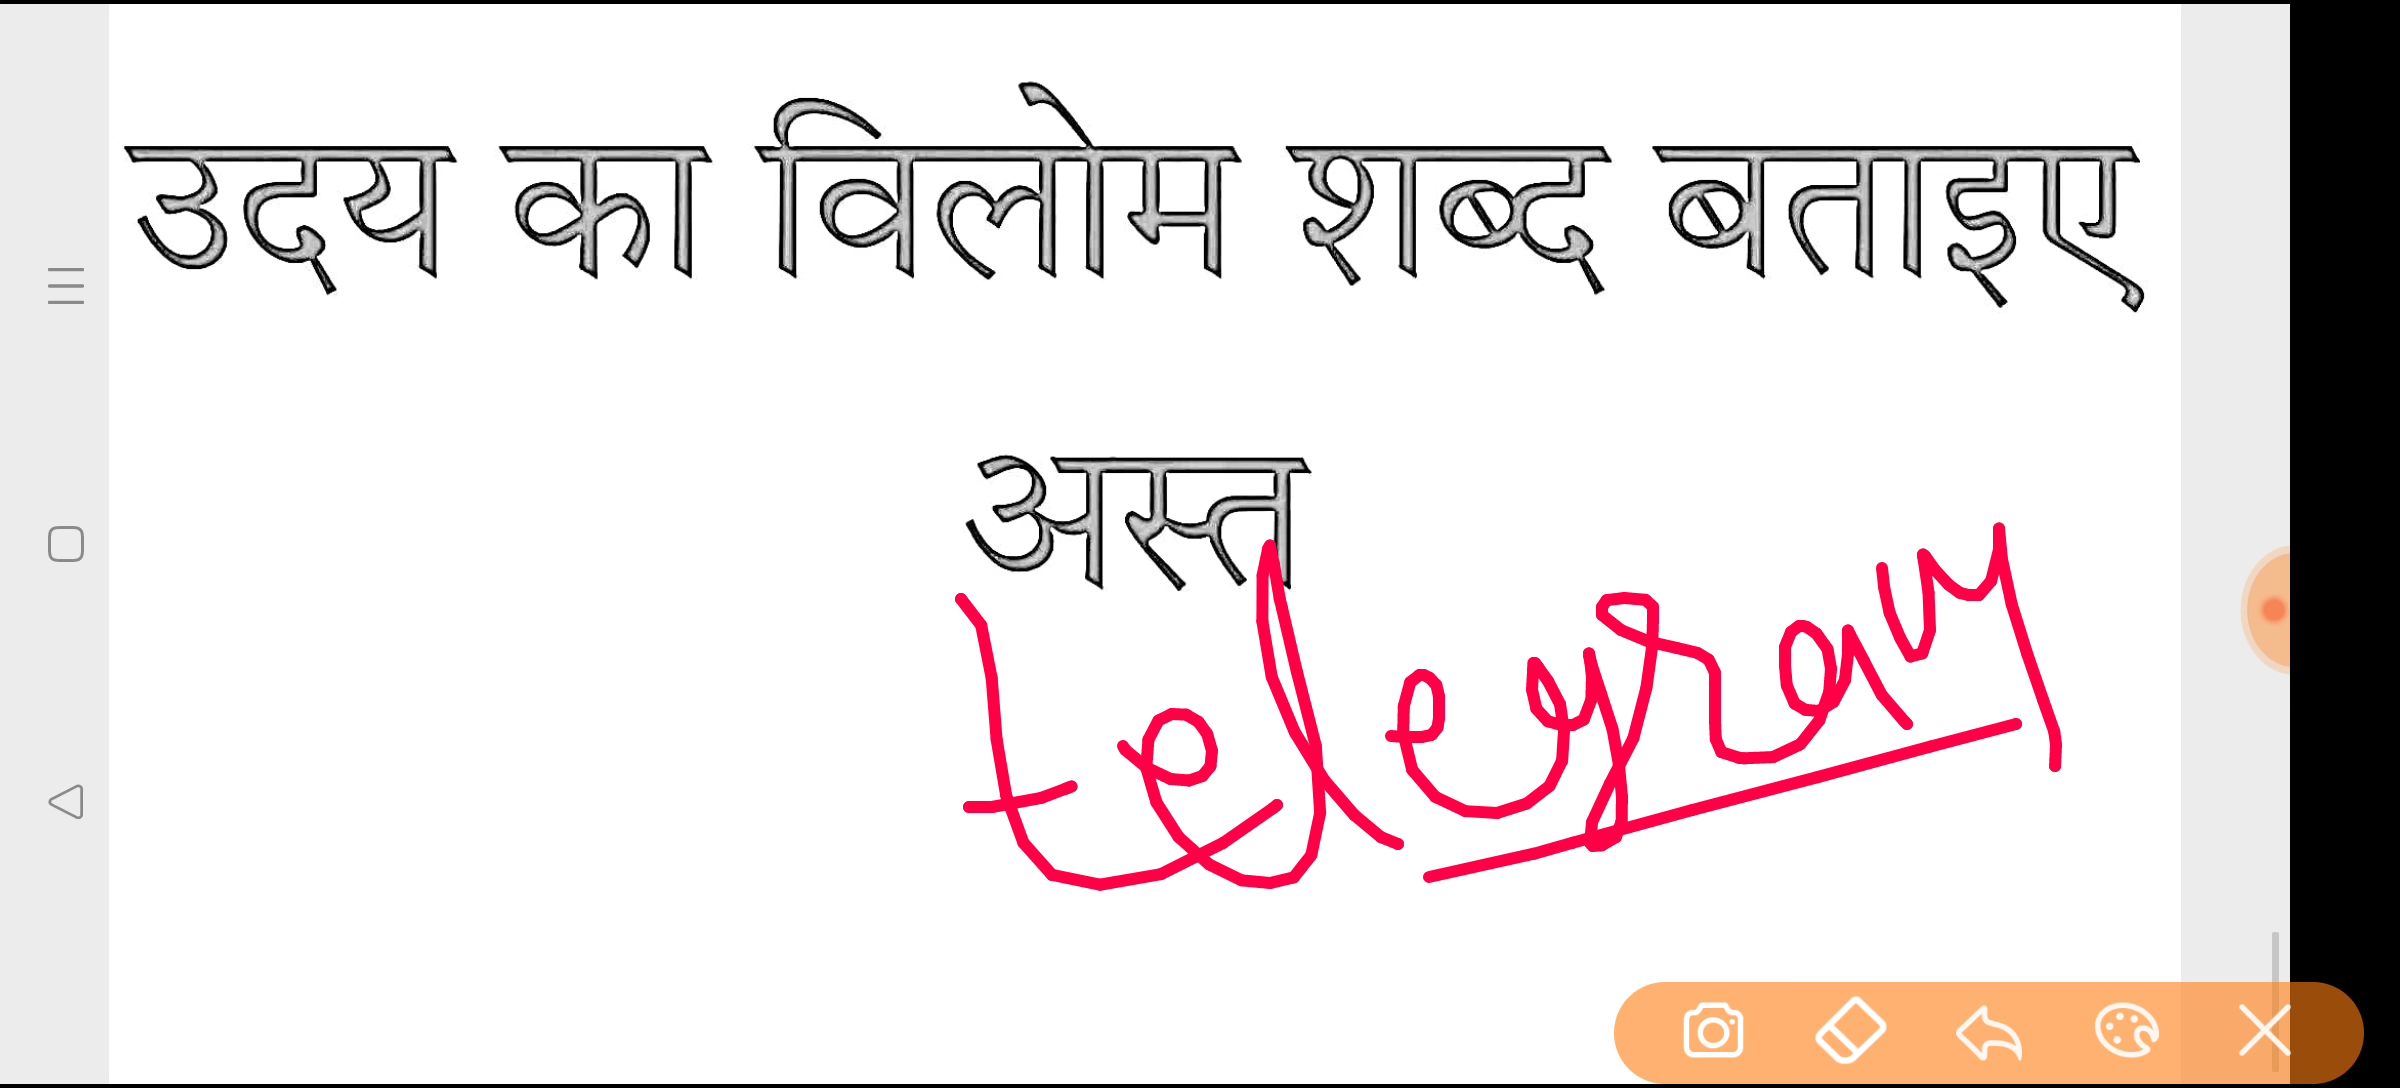 उदय का विलोम शब्द बताइए
अस्त
telegram